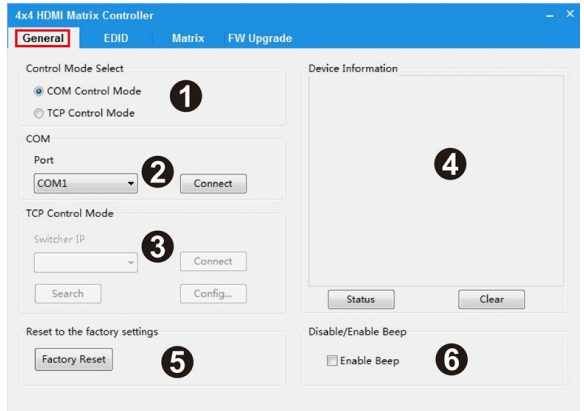 4x4 HDMI Matrix Controller
General EDID Matrix FW Upgrade
Control Mode Select
COM Control Mode
TCP Control Mode
1
COM
Port
COM1
2
Connect
TCP Control Mode
Switcher IP
3
Connect
Search
Config...
Reset to the factory settings
Factory Reset
5
Device Information
4
Status
Clear
Disable/Enable Beep
Enable Beep
6